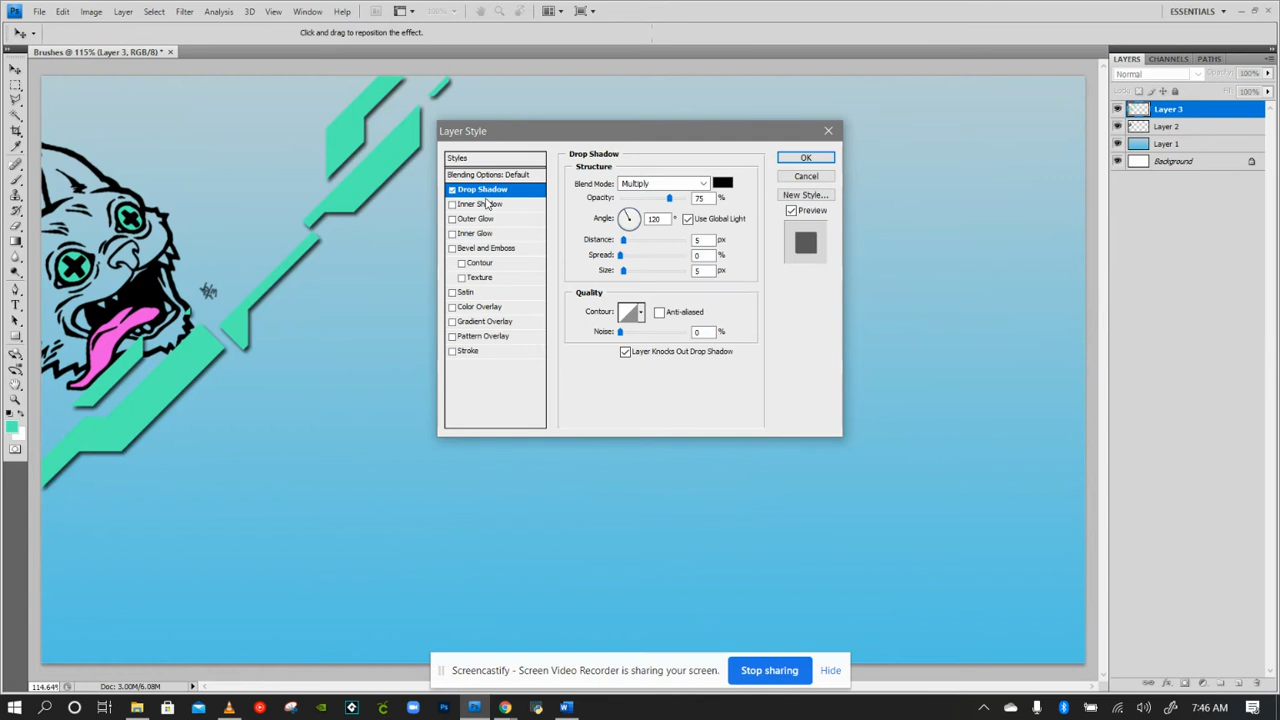 Ps File Edit Image Layer Select Filter Analysis 3D View Window Help ESSENTIALS
Click and drag to reposition the effect.
Brushes @ 115% (Layer 3, RGB/8) *
LAYERS CHANNELS PATHS
Normal Opacity: 100%
Lock: Fill: 100%
Layer 3
Layer 2
Layer 1
Background
Layer Style
Styles
Blending Options: Default
Drop Shadow
Inner Shadow
Outer Glow
Inner Glow
Bevel and Emboss
Contour
Texture
Satin
Color Overlay
Gradient Overlay
Pattern Overlay
Stroke
Drop Shadow
Structure
Blend Mode: Multiply
Opacity: 75 %
Angle: 120 ° Use Global Light
Distance: 5 px
Spread: 0 %
Size: 5 px
Quality
Contour: Anti-aliased
Noise: 0 %
Layer Knocks Out Drop Shadow
OK
Cancel
New Style...
Preview
Screencastify - Screen Video Recorder is sharing your screen. Stop sharing Hide
114.64% Doc: 3.00M/6.08M
7:46 AM